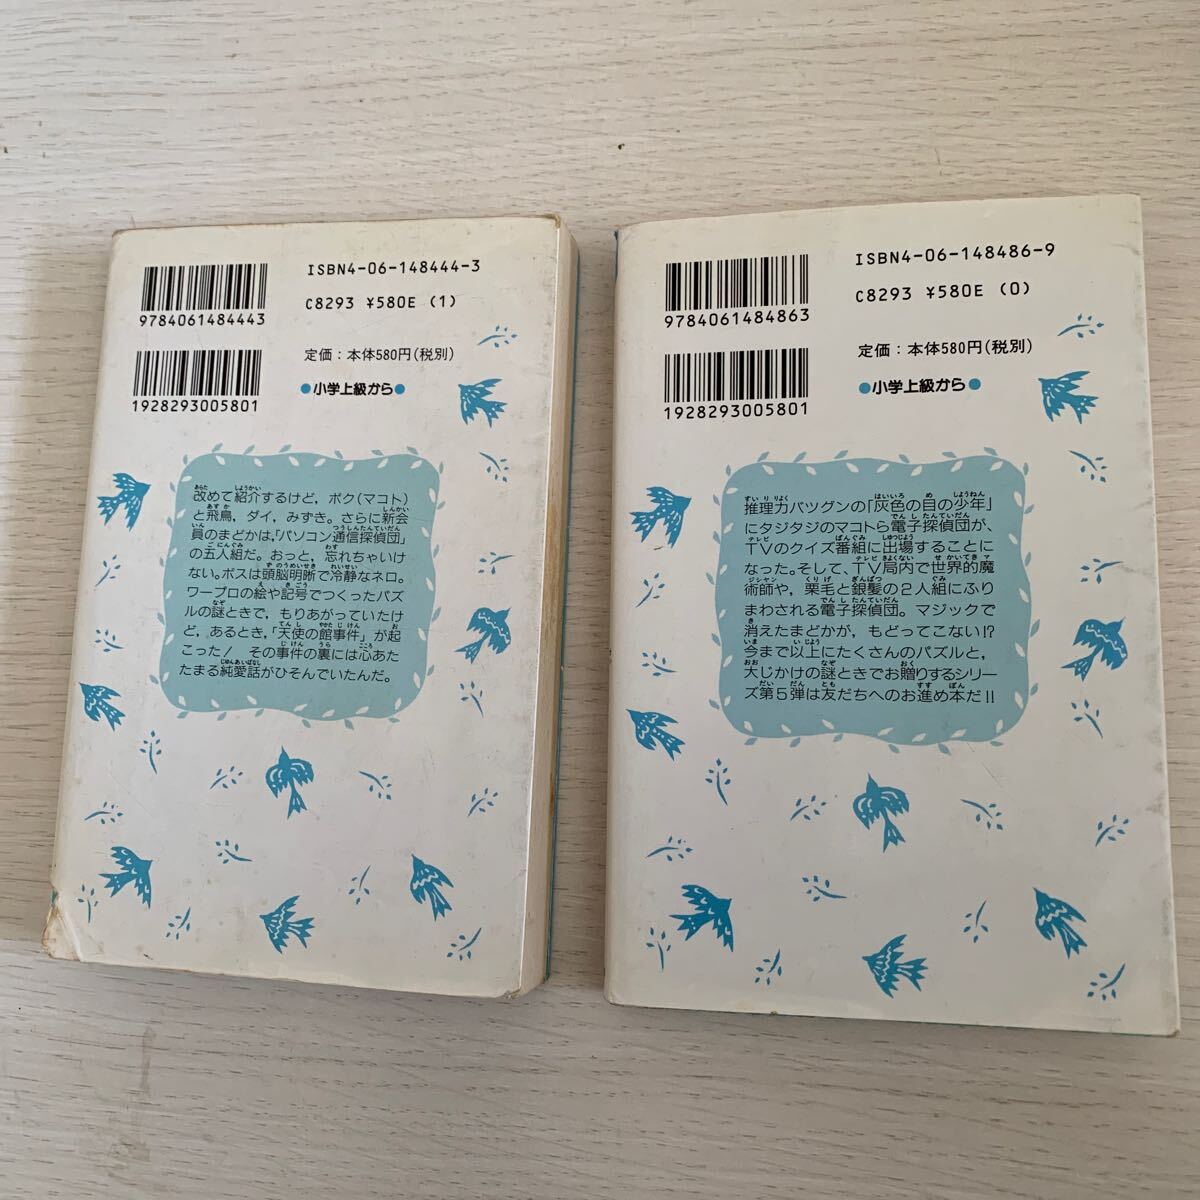 ISBN4-06-148444-3
9784061484443
C8293 ¥580E (1)
定価：本体580円(税別)
1928293005801
●小学上級から●
改めて紹介するけど，ボク(マコト)
と飛鳥，ダイ，みずき。さらに新会
員のまどかは，「パソコン通信探偵団」
の五人組だ。おっと，忘れちゃいけ
ない。ボスは頭脳明晰で冷静なネロ。
ワープロの絵や記号でつくったパズ
ルの謎ときで，もりあがっていたけ
ど，あるとき，「天使の館事件」が起
こった！　その事件の裏には心あた
たまる純愛話がひそんでいたんだ。
ISBN4-06-148486-9
9784061484863
C8293 ¥580E (0)
定価：本体580円(税別)
1928293005801
●小学上級から●
推理力バツグンの「灰色の目の少年」
にタジタジのマコトら電子探偵団が、
TVのクイズ番組に出場することに
なった。そして、TV局内で世界的魔
術師や，栗毛と銀髪の２人組にふり
まわされる電子探偵団。マジックで
消えたまどかが，もどってこない!?
今まで以上にたくさんのパズルと，
大じかけの謎ときでお贈りするシリー
ズ第５弾は友だちへのお進め本だ!!